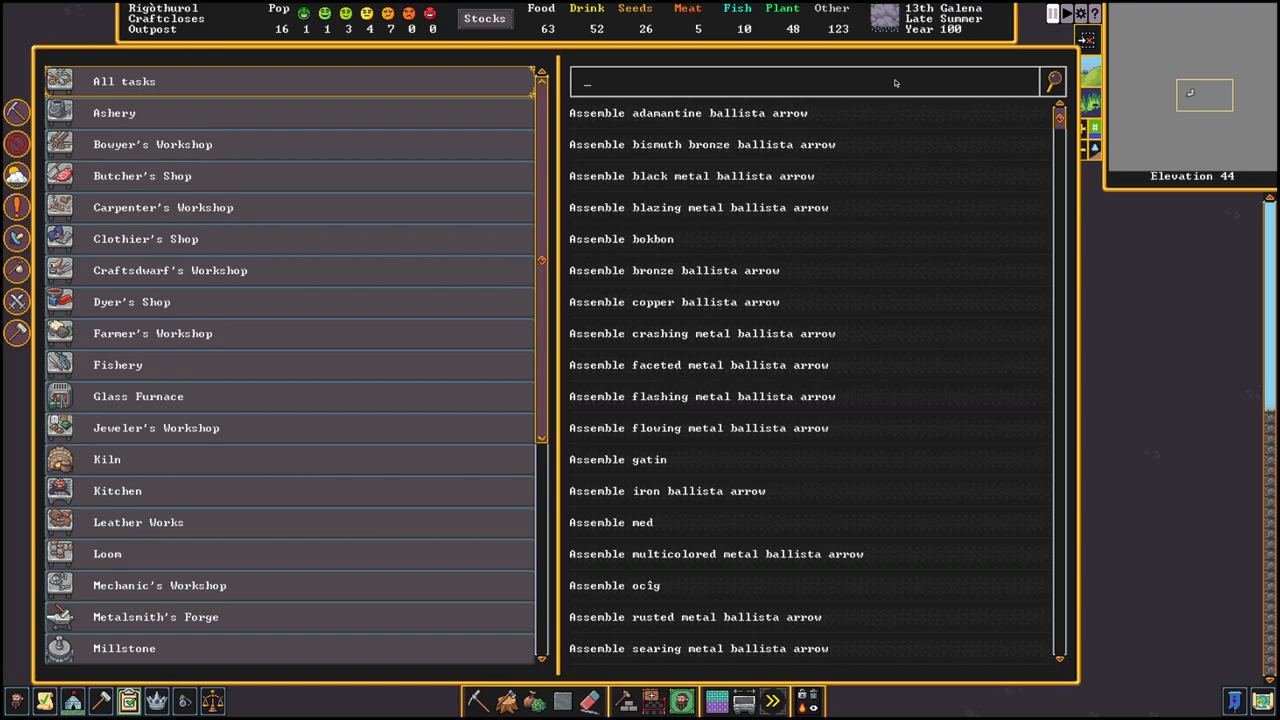 Rigòthûrol Pop Stocks Food Drink Seeds Meat Fish Plant Other 13th Galena
Craftcloses Late Summer
Outpost 16 1 1 3 4 7 0 0 63 52 26 5 10 48 123 Year 100
Elevation 44
All tasks
Ashery
Bowyer's Workshop
Butcher's Shop
Carpenter's Workshop
Clothier's Shop
Craftsdwarf's Workshop
Dyer's Shop
Farmer's Workshop
Fishery
Glass Furnace
Jeweler's Workshop
Kiln
Kitchen
Leather Works
Loom
Mechanic's Workshop
Metalsmith's Forge
Millstone
_
Assemble adamantine ballista arrow
Assemble bismuth bronze ballista arrow
Assemble black metal ballista arrow
Assemble blazing metal ballista arrow
Assemble bokbon
Assemble bronze ballista arrow
Assemble copper ballista arrow
Assemble crashing metal ballista arrow
Assemble faceted metal ballista arrow
Assemble flashing metal ballista arrow
Assemble flowing metal ballista arrow
Assemble gatin
Assemble iron ballista arrow
Assemble med
Assemble multicolored metal ballista arrow
Assemble ocîg
Assemble rusted metal ballista arrow
Assemble searing metal ballista arrow